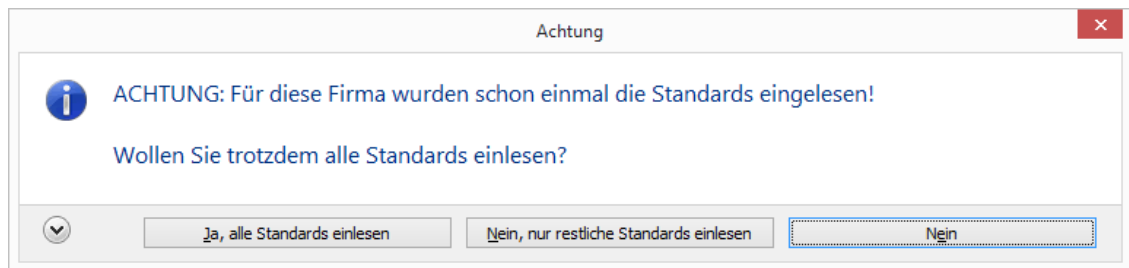 Achtung
ACHTUNG: Für diese Firma wurden schon einmal die Standards eingelesen!
Wollen Sie trotzdem alle Standards einlesen?
Ja, alle Standards einlesen
Nein, nur restliche Standards einlesen
Nein